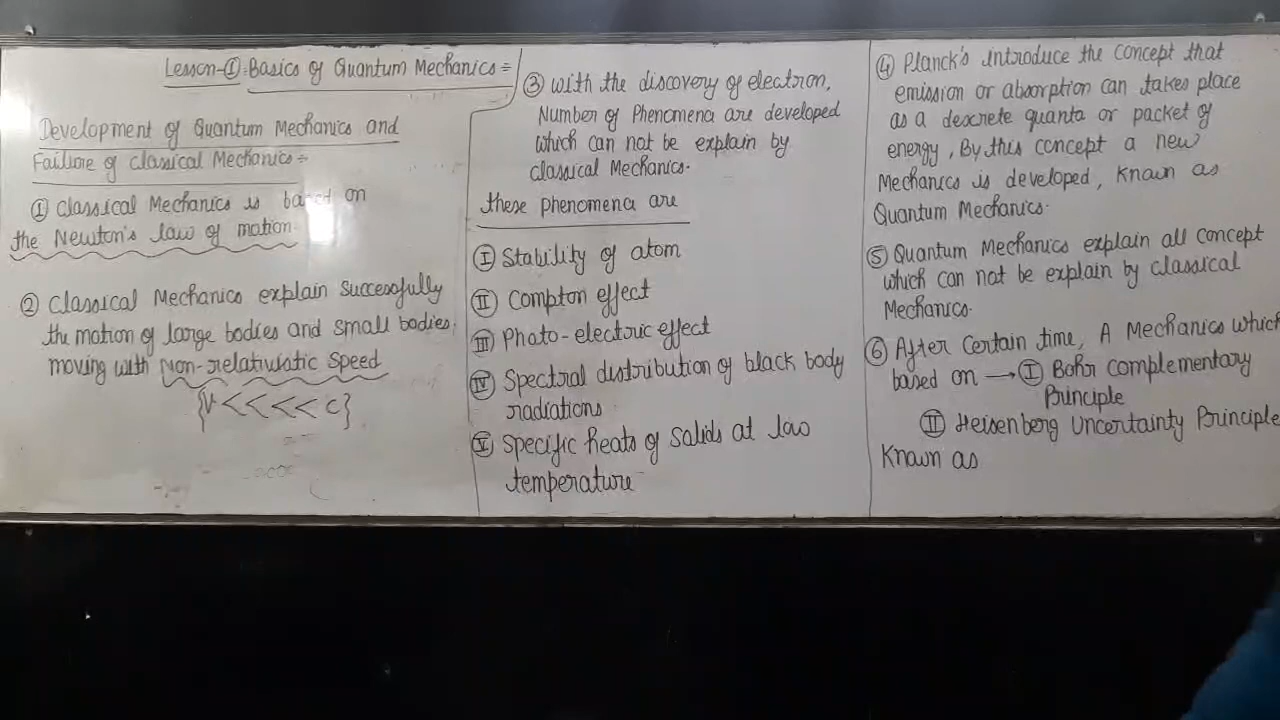 Lesson-① Basics of Quantum Mechanics =
Development of Quantum Mechanics and
Failure of Classical Mechanics ÷
① Classical Mechanics is based on
the Newton's law of motion
② Classical Mechanics explain successfully
the motion of large bodies and small bodies
moving with Non-relativistic speed
{v<<<<c}
③ With the discovery of electron,
Number of Phenomena are developed
which can not be explain by
classical Mechanics.
these phenomena are
Ⓘ Stability of atom
Ⓘ︎Ⓘ Compton effect
III Photo-electric effect
IV Spectral distribution of black body
radiations
V Specific heats of solids at low
temperature
④ Planck's introduce the concept that
emission or absorption can takes place
as a descrete quanta or packet of
energy, By this concept a new
Mechanics is developed, Known as
Quantum Mechanics.
⑤ Quantum Mechanics explain all concept
which can not be explain by classical
Mechanics.
⑥ After Certain time, A Mechanics which
based on → I Bohr complementary
Principle
II Heisenberg Uncertainty Principle
Known as